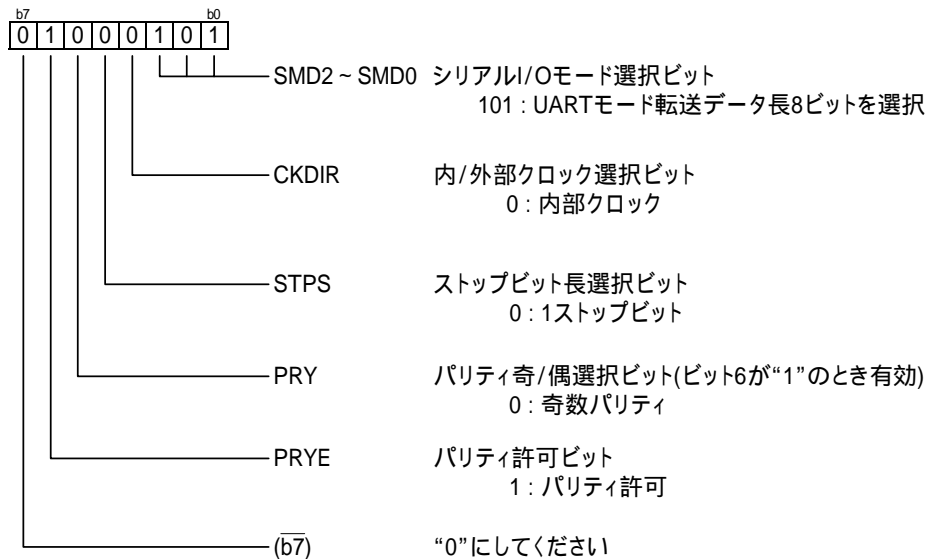 b7 b0
0 1 0 0 0 1 0 1
SMD2 ~ SMD0 シリアルI/Oモード選択ビット
101 : UARTモード転送データ長8ビットを選択
CKDIR 内/外部クロック選択ビット
0 : 内部クロック
STPS ストップビット長選択ビット
0 : 1ストップビット
PRY パリティ奇/偶選択ビット(ビット6が“1”のとき有効)
0 : 奇数パリティ
PRYE パリティ許可ビット
1 : パリティ許可
(b7) “0”にしてください